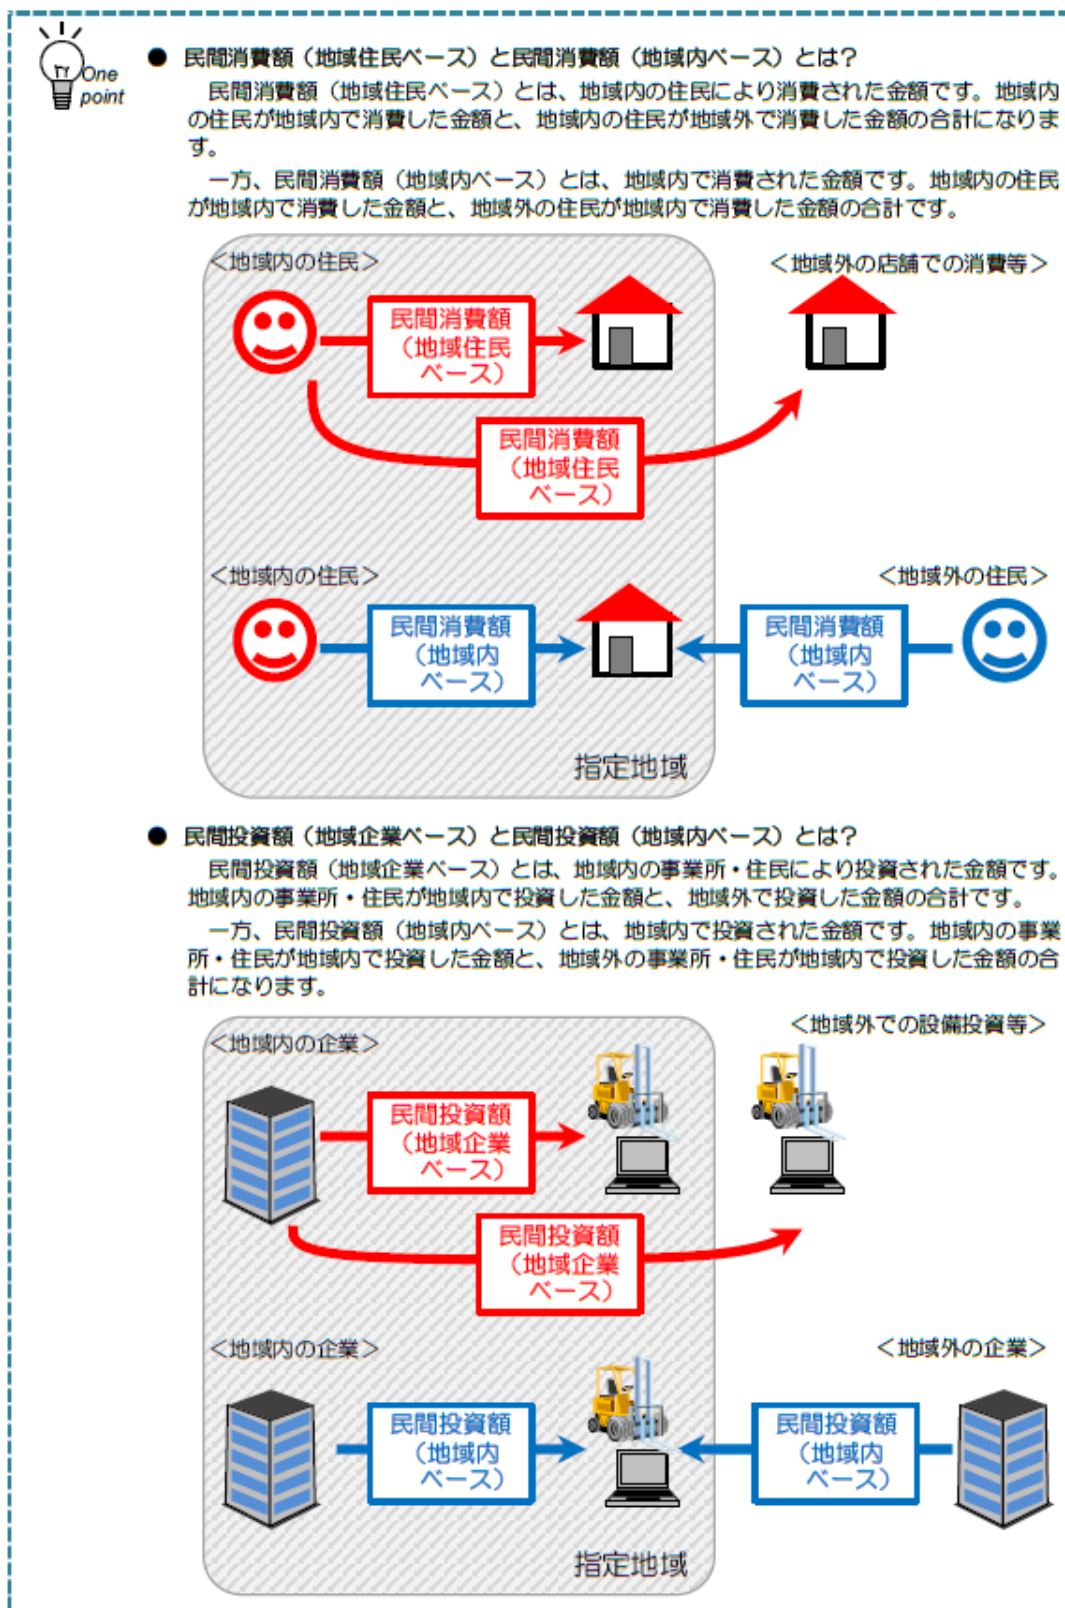 One
point
● 民間消費額（地域住民ベース）と民間消費額（地域内ベース）とは？
民間消費額（地域住民ベース）とは、地域内の住民により消費された金額です。地域内
の住民が地域内で消費した金額と、地域内の住民が地域外で消費した金額の合計になりま
す。
一方、民間消費額（地域内ベース）とは、地域内で消費された金額です。地域内の住民
が地域内で消費した金額と、地域外の住民が地域内で消費した金額の合計です。
＜地域内の住民＞
＜地域外の店舗での消費等＞
民間消費額
（地域住民
ベース）
民間消費額
（地域住民
ベース）
＜地域内の住民＞
＜地域外の住民＞
民間消費額
（地域内
ベース）
民間消費額
（地域内
ベース）
指定地域
● 民間投資額（地域企業ベース）と民間投資額（地域内ベース）とは？
民間投資額（地域企業ベース）とは、地域内の事業所・住民により投資された金額です。
地域内の事業所・住民が地域内で投資した金額と、地域外で投資した金額の合計です。
一方、民間投資額（地域内ベース）とは、地域内で投資された金額です。地域内の事業
所・住民が地域内で投資した金額と、地域外の事業所・住民が地域内で投資した金額の合
計になります。
＜地域内の企業＞
＜地域外での設備投資等＞
民間投資額
（地域企業
ベース）
民間投資額
（地域企業
ベース）
＜地域内の企業＞
＜地域外の企業＞
民間投資額
（地域内
ベース）
民間投資額
（地域内
ベース）
指定地域